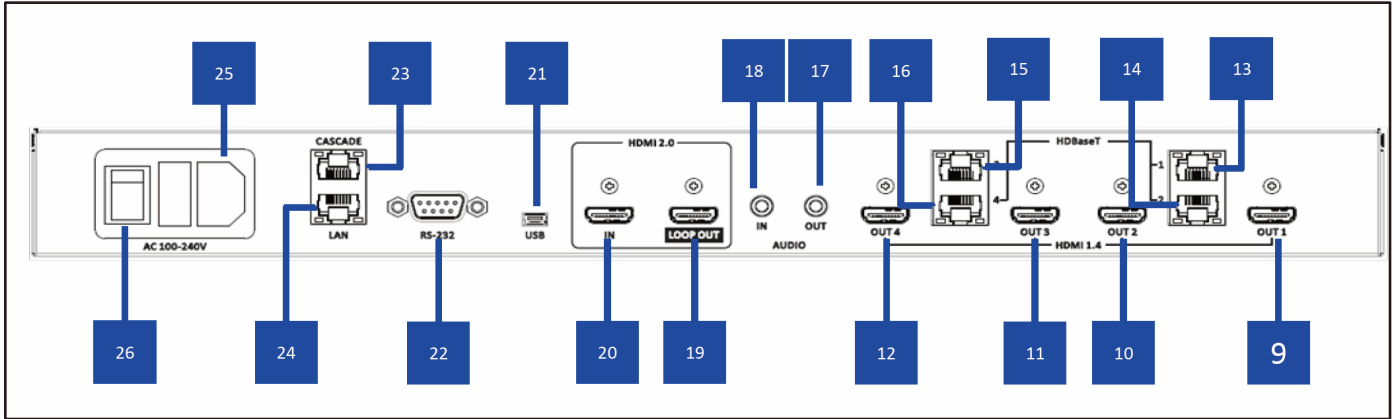 25
23
21
18
17
16
15
14
13
CASCADE
HDMI 2.0
HDBaseT
1
4
2
IN
OUT
LAN
RS-232
USB
IN
LOOP OUT
AUDIO
OUT 4
OUT 3
OUT 2
OUT 1
AC 100-240V
HDMI 1.4
26
24
22
20
19
12
11
10
9